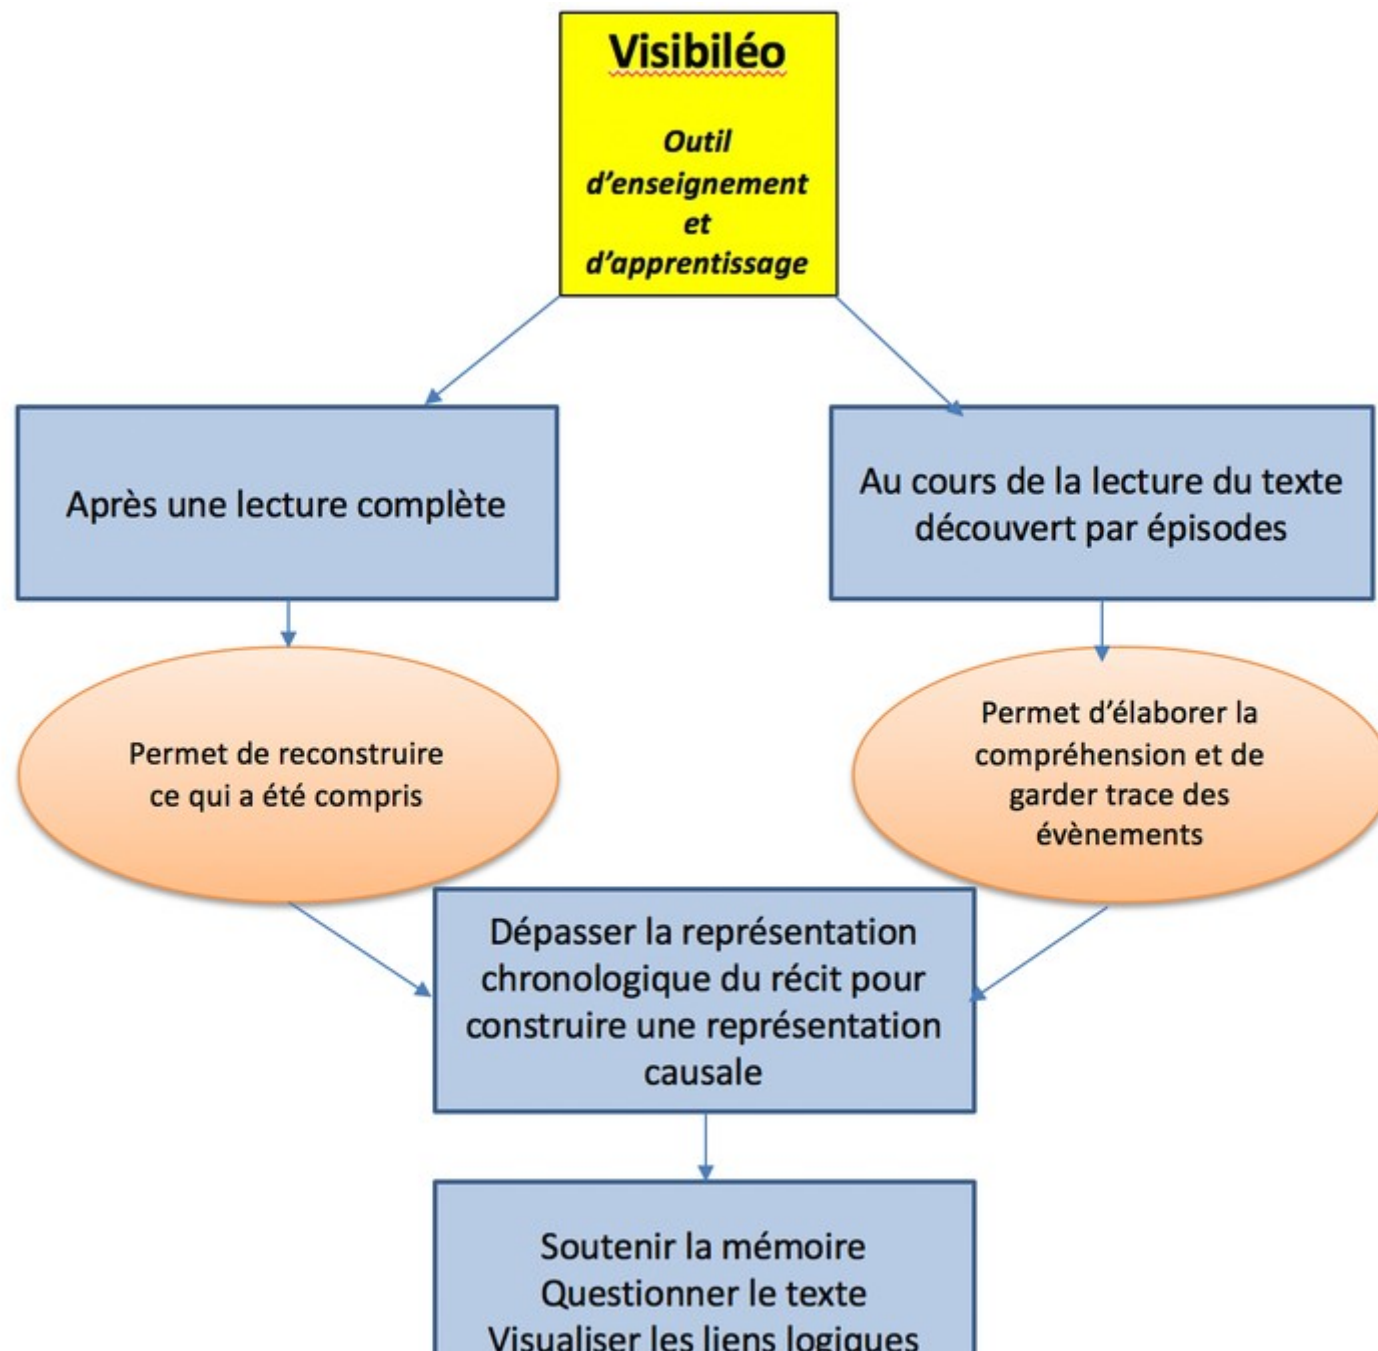 Visibiléo
Outil
d’enseignement
et
d’apprentissage
Après une lecture complète
Au cours de la lecture du texte
découvert par épisodes
Permet de reconstruire
ce qui a été compris
Permet d’élaborer la
compréhension et de
garder trace des
évènements
Dépasser la représentation
chronologique du récit pour
construire une représentation
causale
Soutenir la mémoire
Questionner le texte
Visualiser les liens logiques